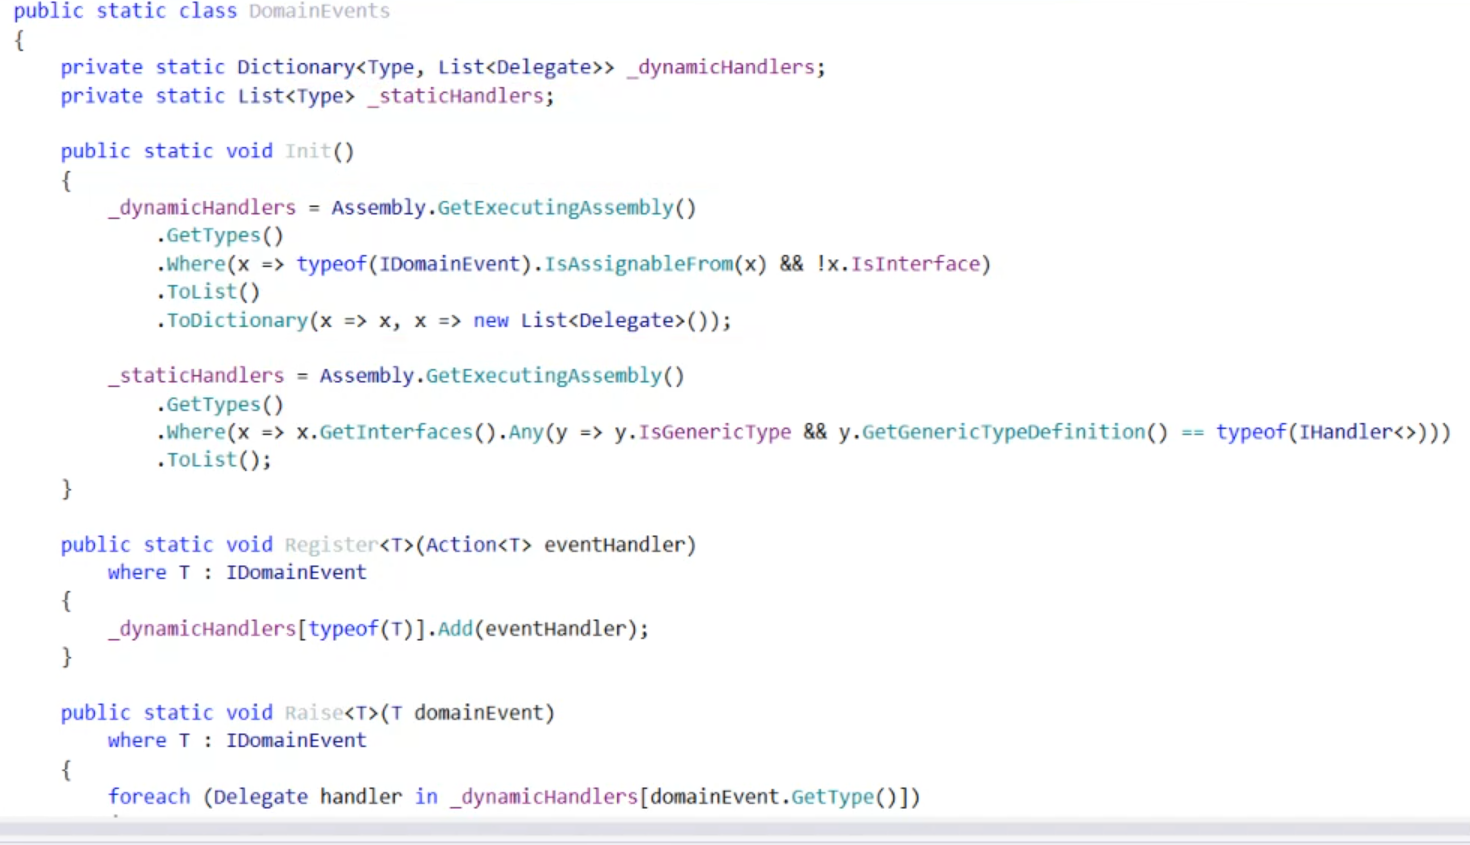 public static class DomainEvents
{
    private static Dictionary<Type, List<Delegate>> _dynamicHandlers;
    private static List<Type> _staticHandlers;

    public static void Init()
    {
        _dynamicHandlers = Assembly.GetExecutingAssembly()
            .GetTypes()
            .Where(x => typeof(IDomainEvent).IsAssignableFrom(x) && !x.IsInterface)
            .ToList()
            .ToDictionary(x => x, x => new List<Delegate>());

        _staticHandlers = Assembly.GetExecutingAssembly()
            .GetTypes()
            .Where(x => x.GetInterfaces().Any(y => y.IsGenericType && y.GetGenericTypeDefinition() == typeof(IHandler<>)))
            .ToList();
    }

    public static void Register<T>(Action<T> eventHandler)
        where T : IDomainEvent
    {
        _dynamicHandlers[typeof(T)].Add(eventHandler);
    }

    public static void Raise<T>(T domainEvent)
        where T : IDomainEvent
    {
        foreach (Delegate handler in _dynamicHandlers[domainEvent.GetType()])